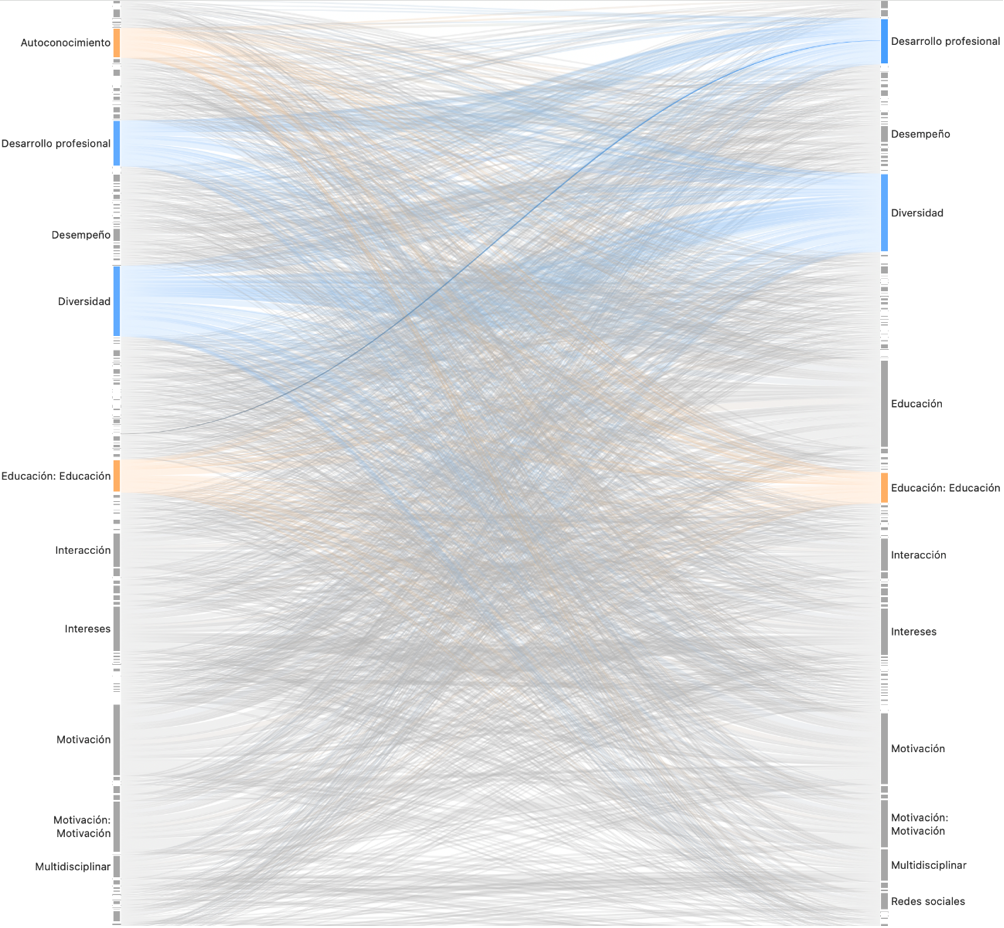 Autoconocimiento
Desarrollo profesional
Desempeño
Diversidad
Educación: Educación
Interacción
Intereses
Motivación
Motivación:
Motivación
Multidisciplinar
Desarrollo profesional
Desempeño
Diversidad
Educación
Educación: Educación
Interacción
Intereses
Motivación
Motivación:
Motivación
Multidisciplinar
Redes sociales